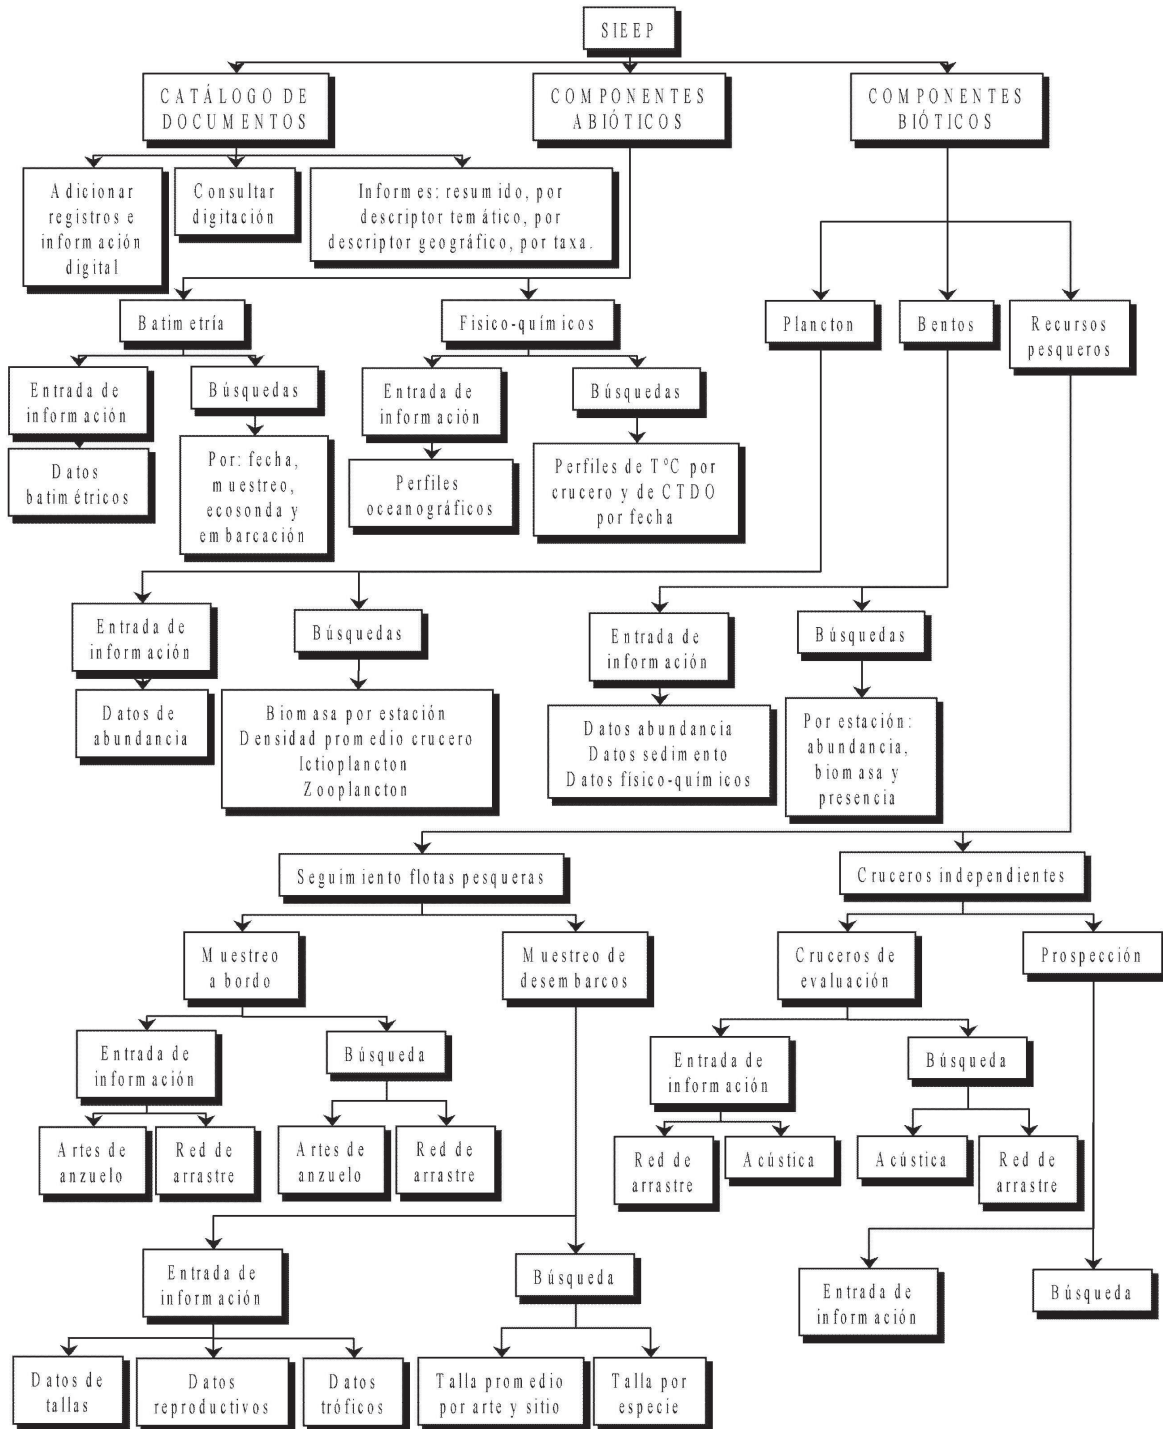 SIEEP
CATÁLOGO DE
DOCUMENTOS
COMPONENTES
ABIÓTICOS
COMPONENTES
BIÓTICOS
Adicionar
registros e
información
digital
Consultar
digitación
Informes: resumido, por
descriptor temático, por
descriptor geográfico, por taxa.
Batimetría
Fisico-químicos
Plancton
Bentos
Recursos
pesqueros
Entrada de
información
Búsquedas
Entrada de
información
Búsquedas
Datos
batimétricos
Por: fecha,
muestreo,
ecosonda y
embarcación
Perfiles
oceanográficos
Perfiles de TºC por
crucero y de CTDO
por fecha
Entrada de
información
Búsquedas
Entrada de
información
Búsquedas
Datos de
abundancia
Biomasa por estación
Densidad promedio crucero
Ictioplancton
Zooplancton
Datos abundancia
Datos sedimento
Datos físico-químicos
Por estación:
abundancia,
biomasa y
presencia
Seguimiento flotas pesqueras
Cruceros independientes
Muestreo
a bordo
Muestreo de
desembarcos
Cruceros de
evaluación
Prospección
Entrada de
información
Búsqueda
Entrada de
información
Búsqueda
Artes de
anzuelo
Red de
arrastre
Artes de
anzuelo
Red de
arrastre
Red de
arrastre
Acústica
Acústica
Red de
arrastre
Entrada de
información
Búsqueda
Entrada de
información
Búsqueda
Datos de
tallas
Datos
reproductivos
Datos
tróficos
Talla promedio
por arte y sitio
Talla por
especie